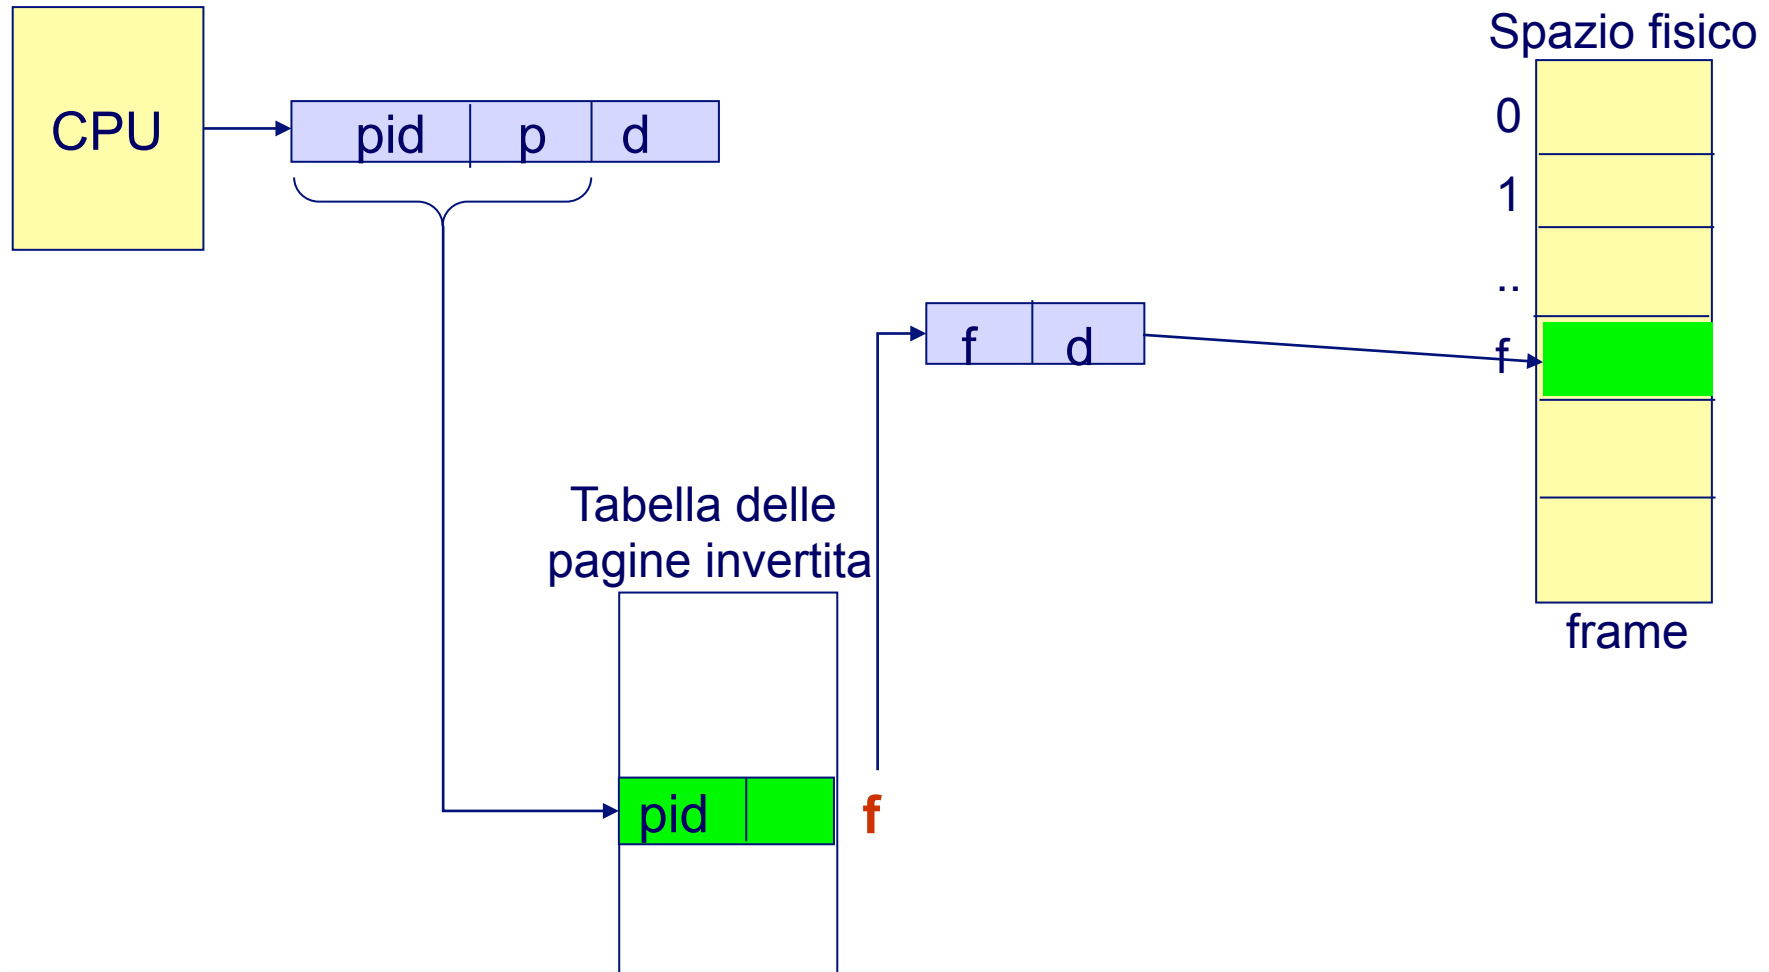 Spazio fisico
CPU
pid p d
0
1
..
f
f d
frame
Tabella delle
pagine invertita
pid
f